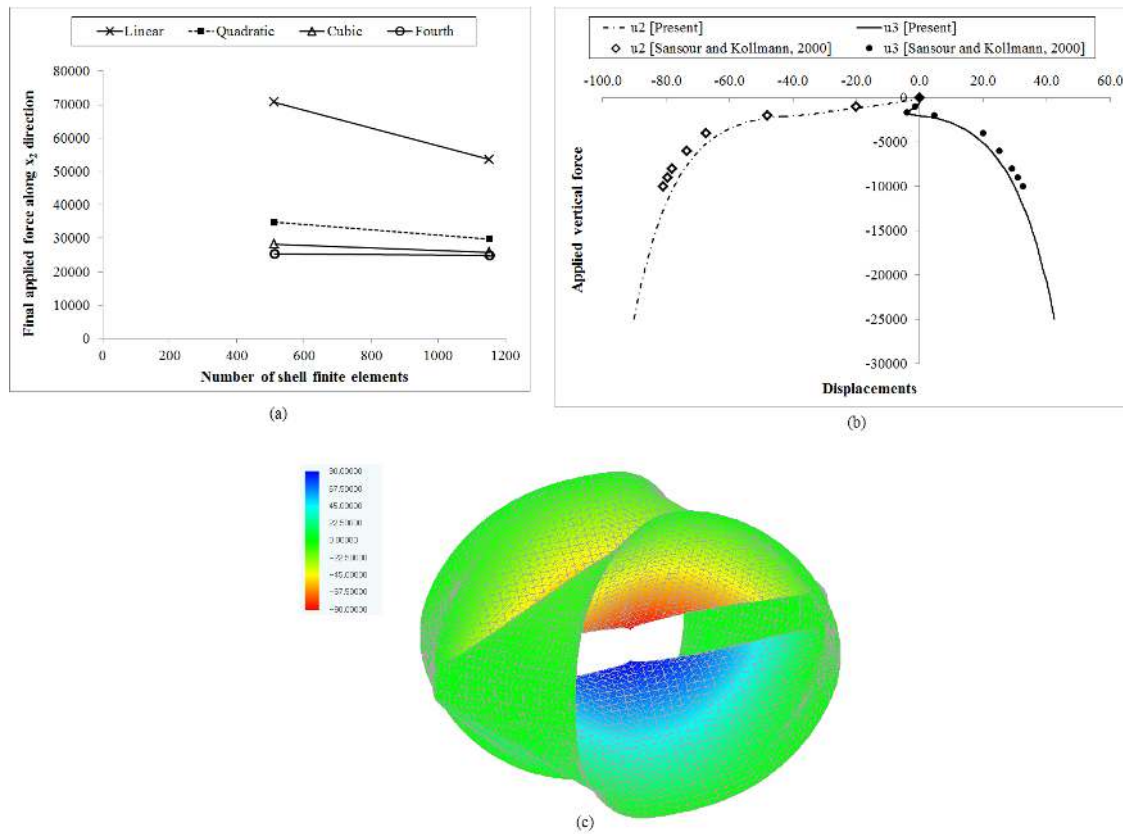 (a)
(b)
Linear Quadratic Cubic Fourth
Final applied force along x₂ direction
80000
70000
60000
50000
40000
30000
20000
10000
0
0 200 400 600 800 1000 1200
Number of shell finite elements
(a)
u2 [Present] u3 [Present]
u2 [Sansour and Kollmann, 2000] u3 [Sansour and Kollmann, 2000]
-100.0 -80.0 -60.0 -40.0 -20.0 0.0 20.0 40.0 60.0
Applied vertical force
0
-5000
-10000
-15000
-20000
-25000
-30000
Displacements
(b)
90.00000
67.50000
45.00000
22.50000
0.00000
-22.50000
-45.00000
-67.50000
-90.00000
(c)